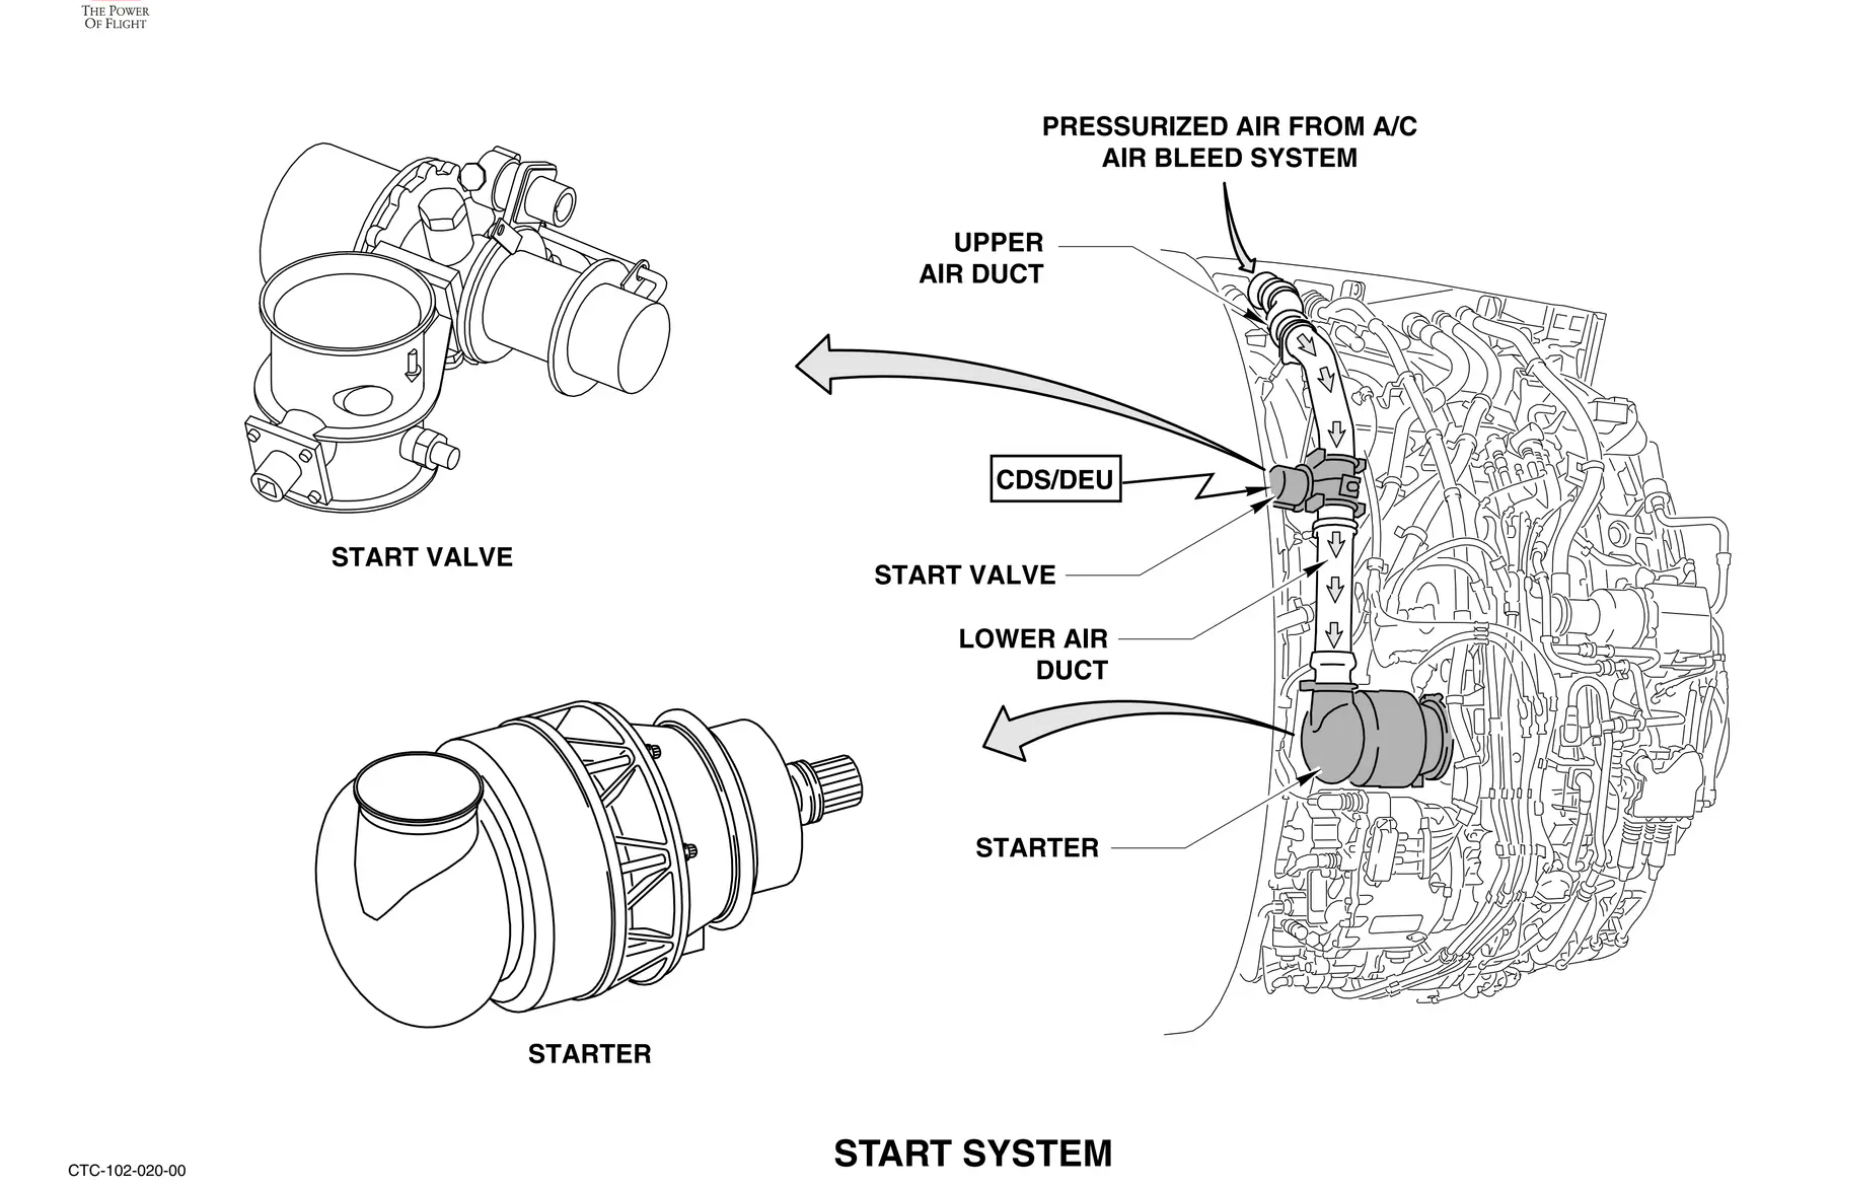 THE POWER
OF FLIGHT
PRESSURIZED AIR FROM A/C
AIR BLEED SYSTEM
UPPER
AIR DUCT
CDS/DEU
START VALVE
START VALVE
LOWER AIR
DUCT
STARTER
STARTER
START SYSTEM
CTC-102-020-00